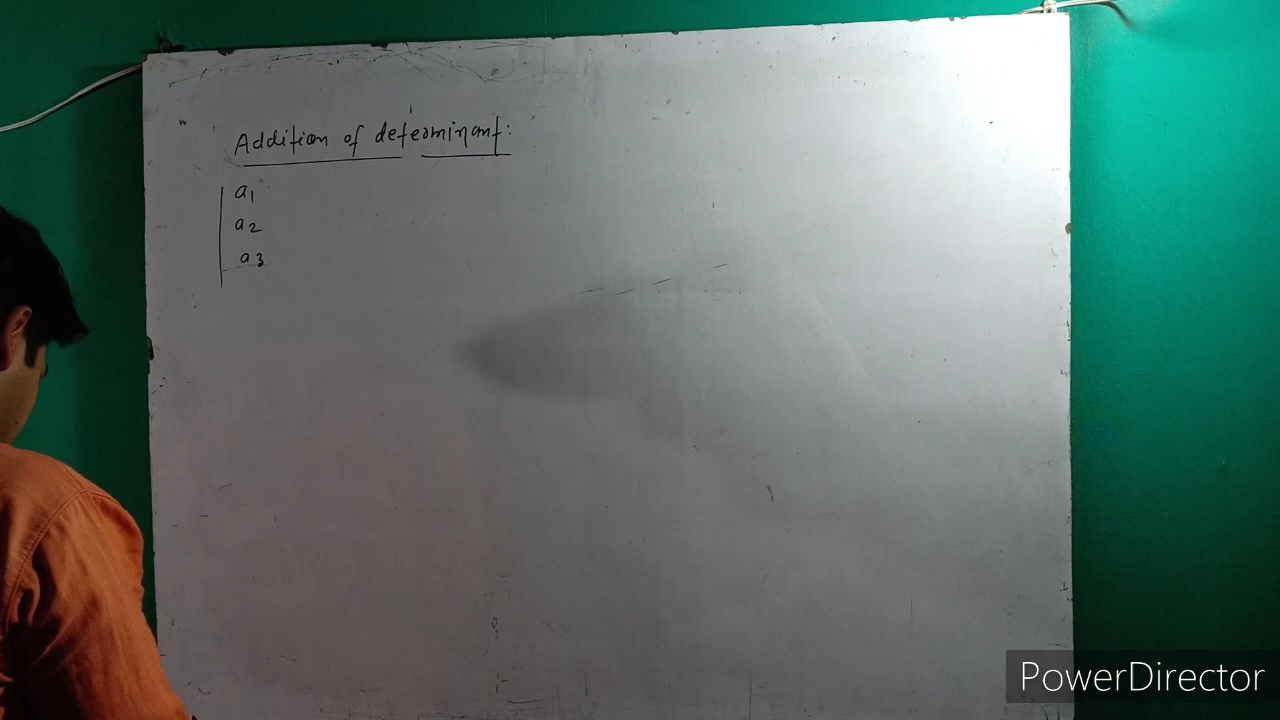 Addition of determinant:
a1
a2
a3
PowerDirector